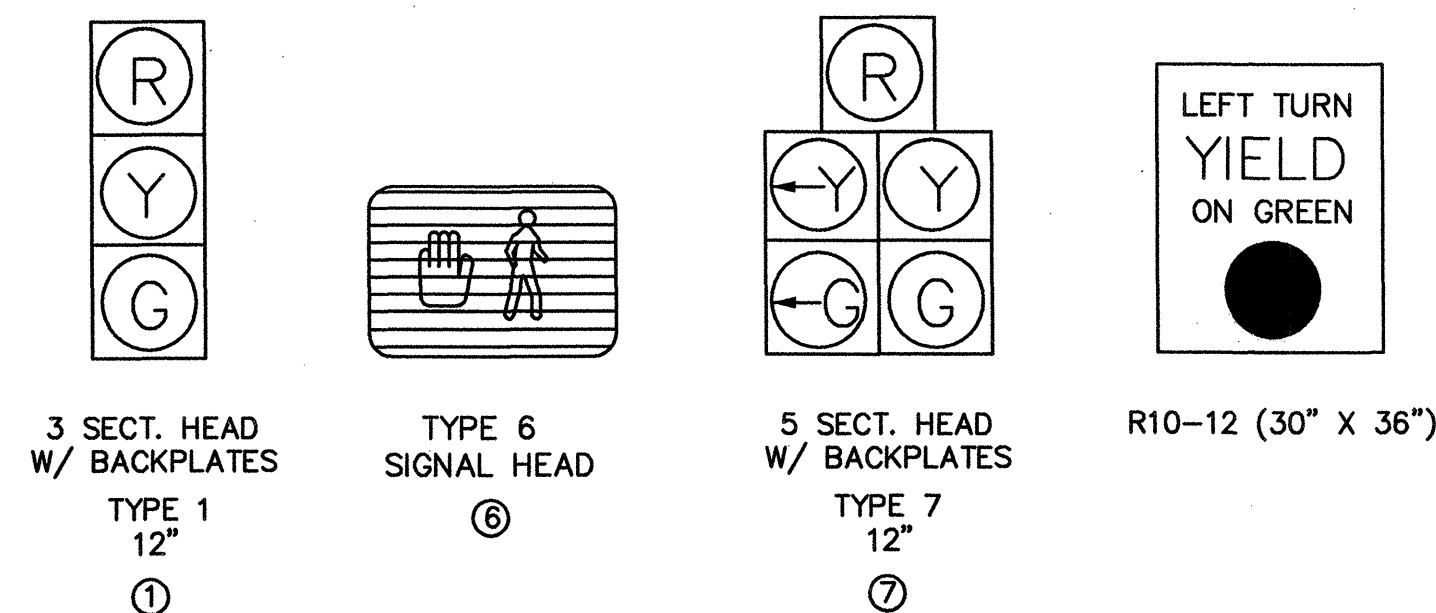 R
Y
G
3 SECT. HEAD
W/ BACKPLATES
TYPE 1
12"
1
TYPE 6
SIGNAL HEAD
6
R
Y Y
G G
5 SECT. HEAD
W/ BACKPLATES
TYPE 7
12"
7
LEFT TURN
YIELD
ON GREEN
R10-12 (30" X 36")